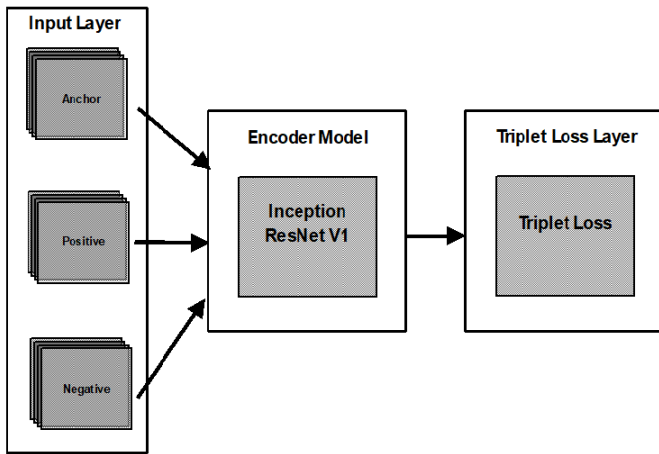 Input Layer
Anchor
Positive
Negative
Encoder Model
Inception
ResNet V1
Triplet Loss Layer
Triplet Loss